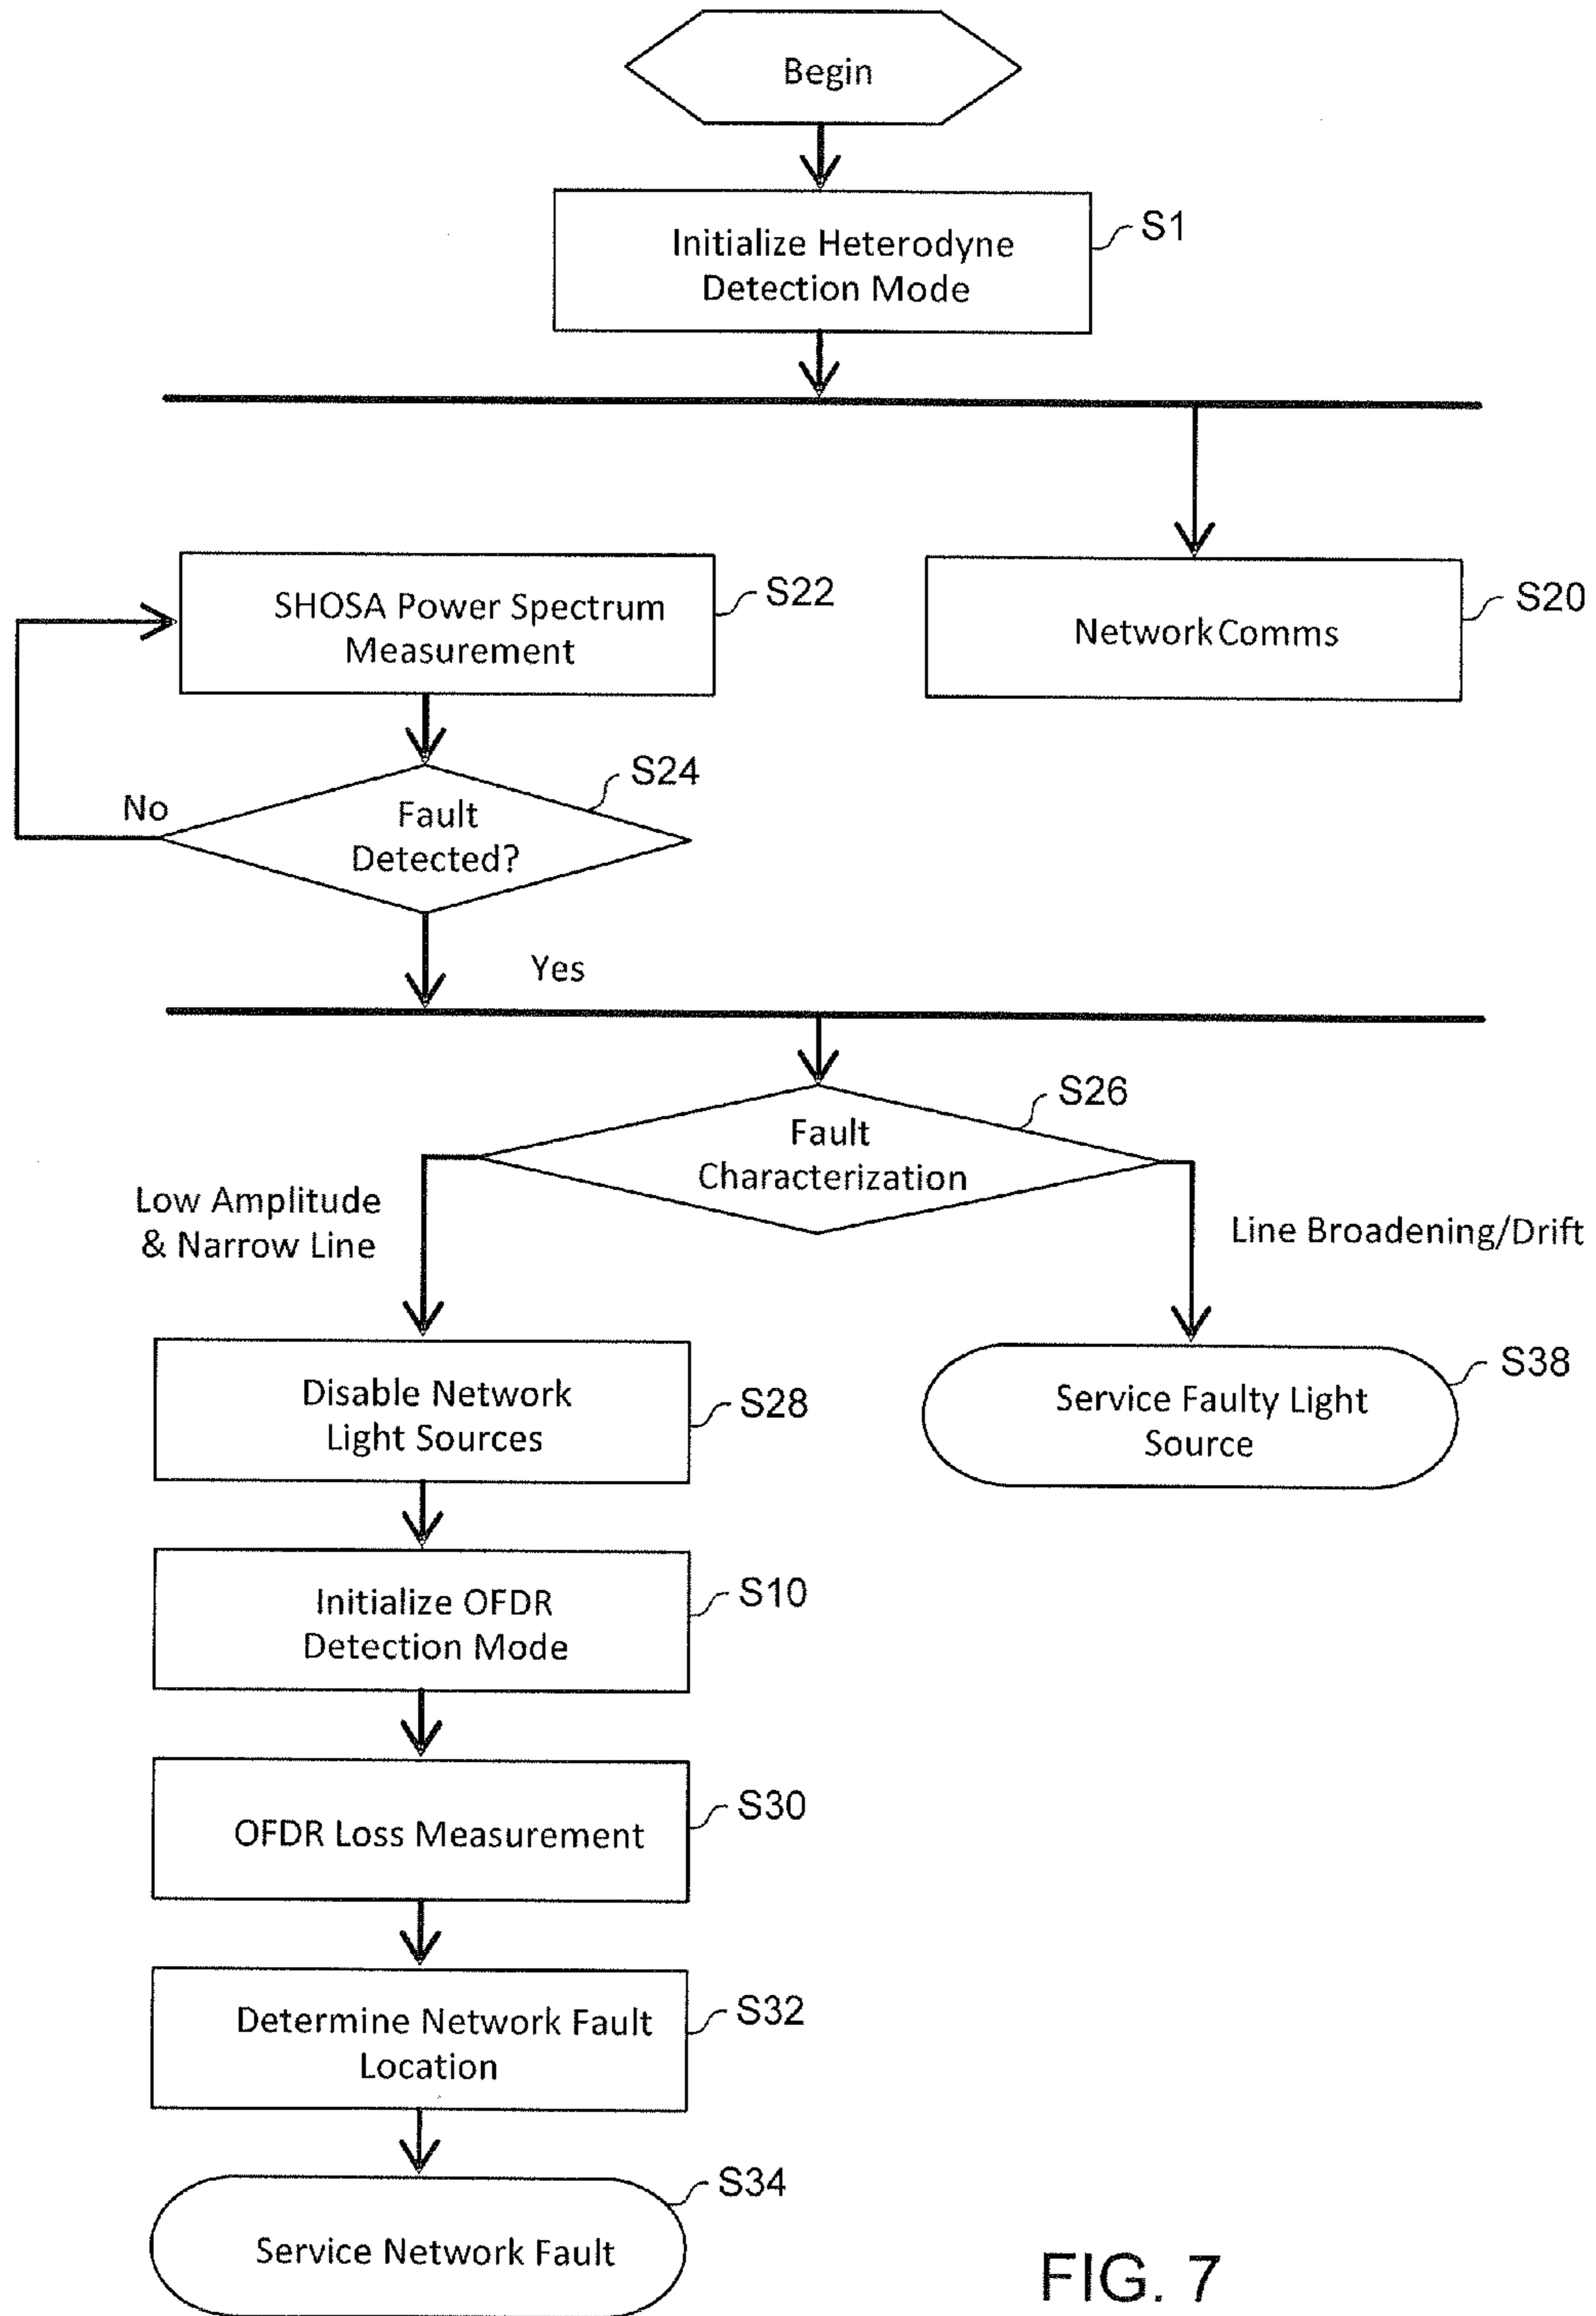 Begin
Initialize Heterodyne
Detection Mode
S1
SHOSA Power Spectrum
Measurement
S22
Network Comms
S20
Fault
Detected?
S24
No
Yes
Fault
Characterization
S26
Low Amplitude
& Narrow Line
Line Broadening/Drift
Disable Network
Light Sources
S28
Service Faulty Light
Source
S38
Initialize OFDR
Detection Mode
S10
OFDR Loss Measurement
S30
Determine Network Fault
Location
S32
Service Network Fault
S34
FIG. 7